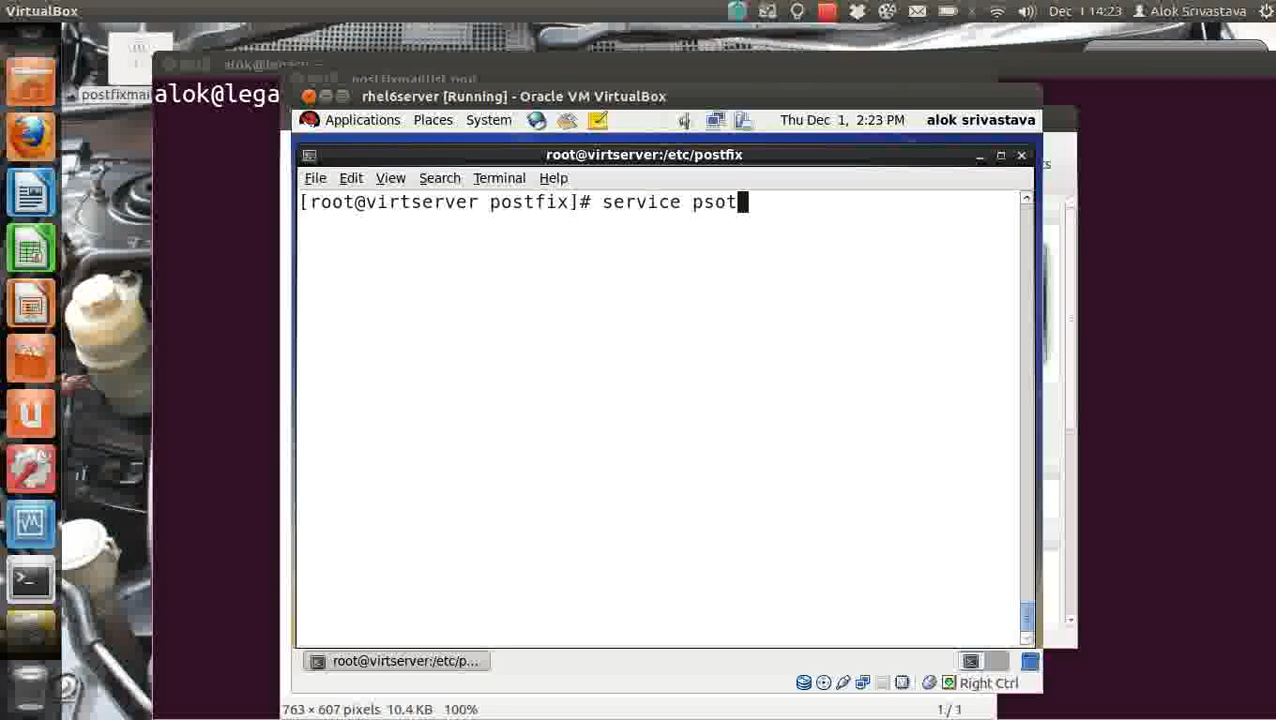 VirtualBox
Dec 1 14:23 Alok Srivastava
postfixmai
alok@lega
rhel6server [Running] - Oracle VM VirtualBox
Applications Places System Thu Dec 1, 2:23 PM alok srivastava
root@virtserver:/etc/postfix
File Edit View Search Terminal Help
[root@virtserver postfix]# service psot
root@virtserver:/etc/p...
Right Ctrl
763 × 607 pixels 10.4 KB 100% 1 / 1